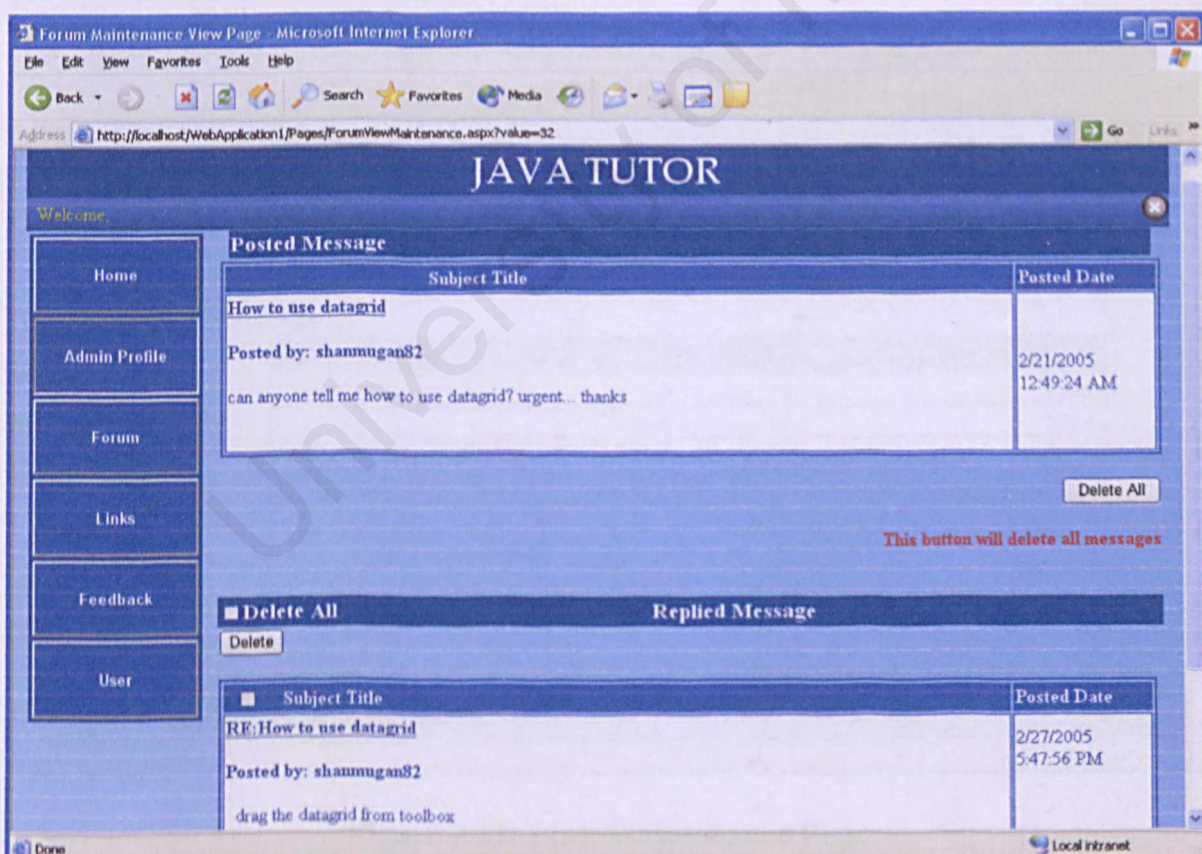 Forum Maintenance View Page - Microsoft Internet Explorer
File Edit View Favorites Tools Help
Back Search Favorites Media
Address http://localhost/WebApplication1/Pages/ForumViewMaintenance.aspx?value=32 Go Links
JAVA TUTOR
Welcome,
Home
Admin Profile
Forum
Links
Feedback
User
Posted Message
Subject Title Posted Date
How to use datagrid
Posted by: shanmugan82
can anyone tell me how to use datagrid? urgent... thanks
2/21/2005
12:49:24 AM
Delete All
This button will delete all messages
Delete All Replied Message
Delete
Subject Title Posted Date
RE:How to use datagrid
Posted by: shanmugan82
drag the datagrid from toolbox
2/27/2005
5:47:56 PM
Done Local intranet
University of